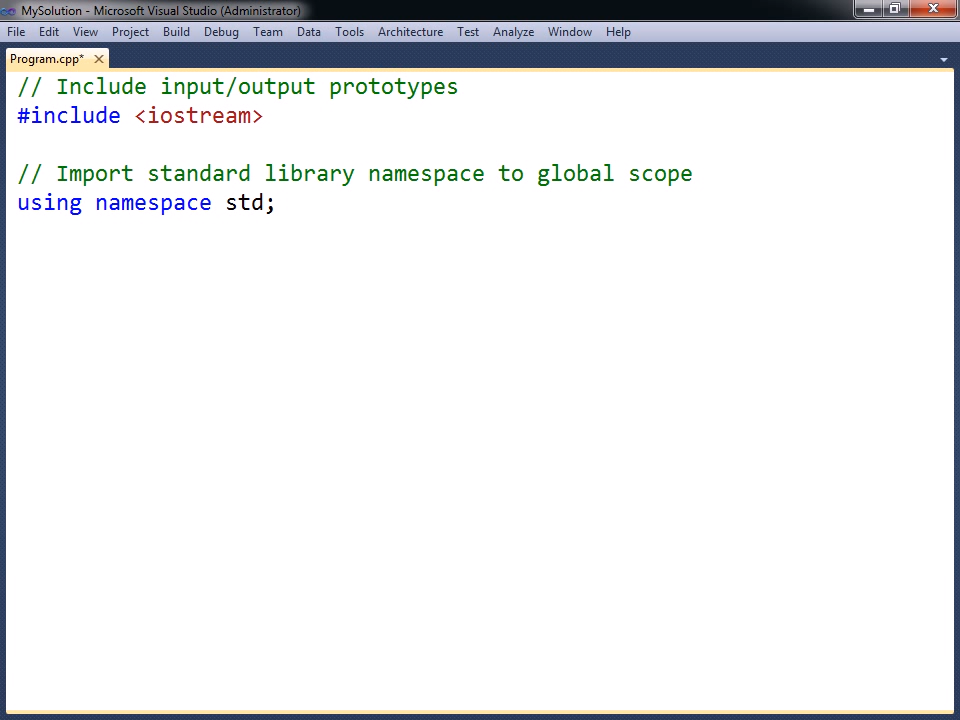 MySolution - Microsoft Visual Studio (Administrator)
File Edit View Project Build Debug Team Data Tools Architecture Test Analyze Window Help
Program.cpp*
// Include input/output prototypes
#include <iostream>
// Import standard library namespace to global scope
using namespace std;